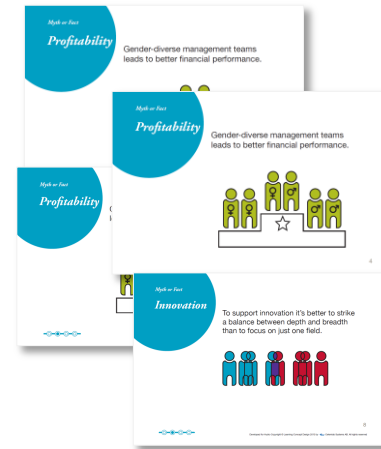 Myth or Fact
Profitability
Gender-diverse management teams
leads to better financial performance.
Myth or Fact
Profitability
Gender-diverse management teams
leads to better financial performance.
4
Myth or Fact
Profitability
Myth or Fact
Innovation
To support innovation it's better to strike
a balance between depth and breadth
than to focus on just one field.
6